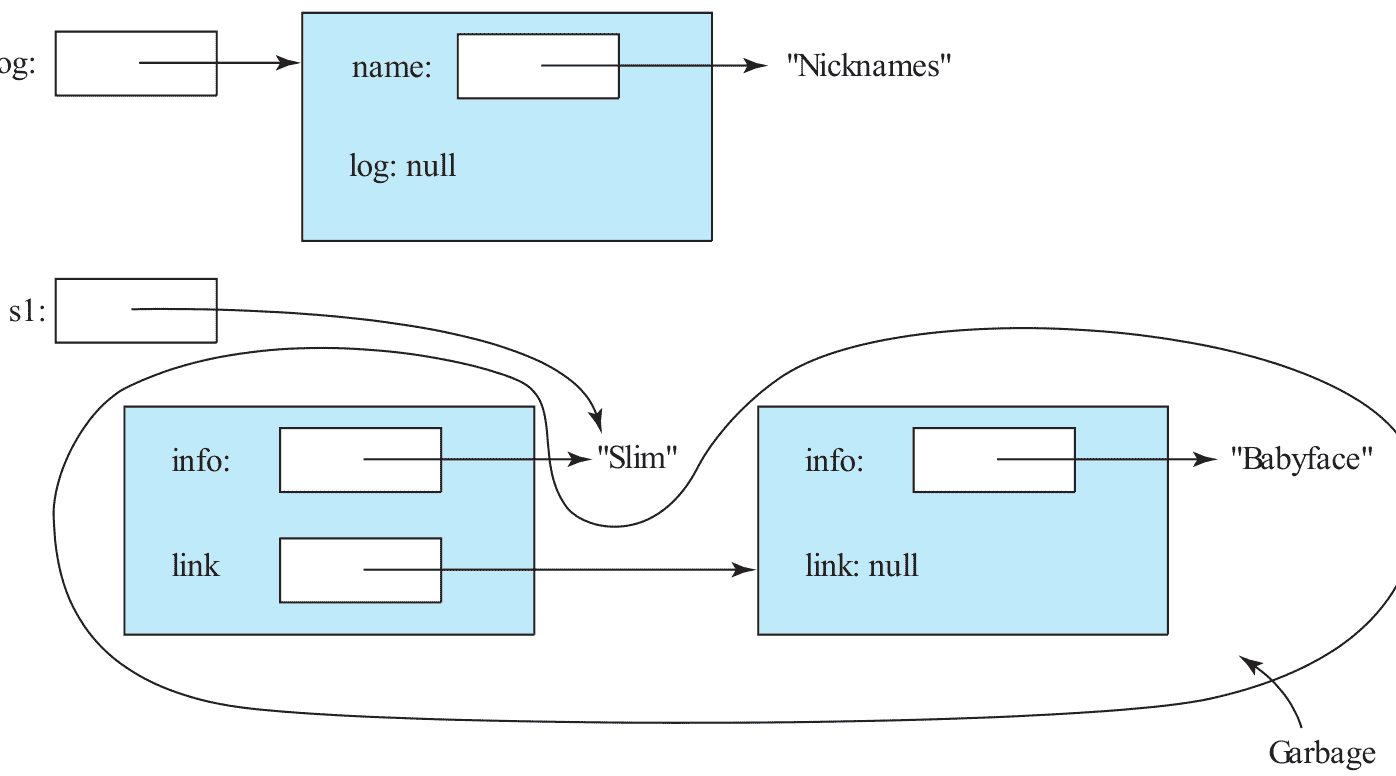 og:
name:
"Nicknames"
log: null
s1:
info:
"Slim"
info:
"Babyface"
link
link: null
Garbage